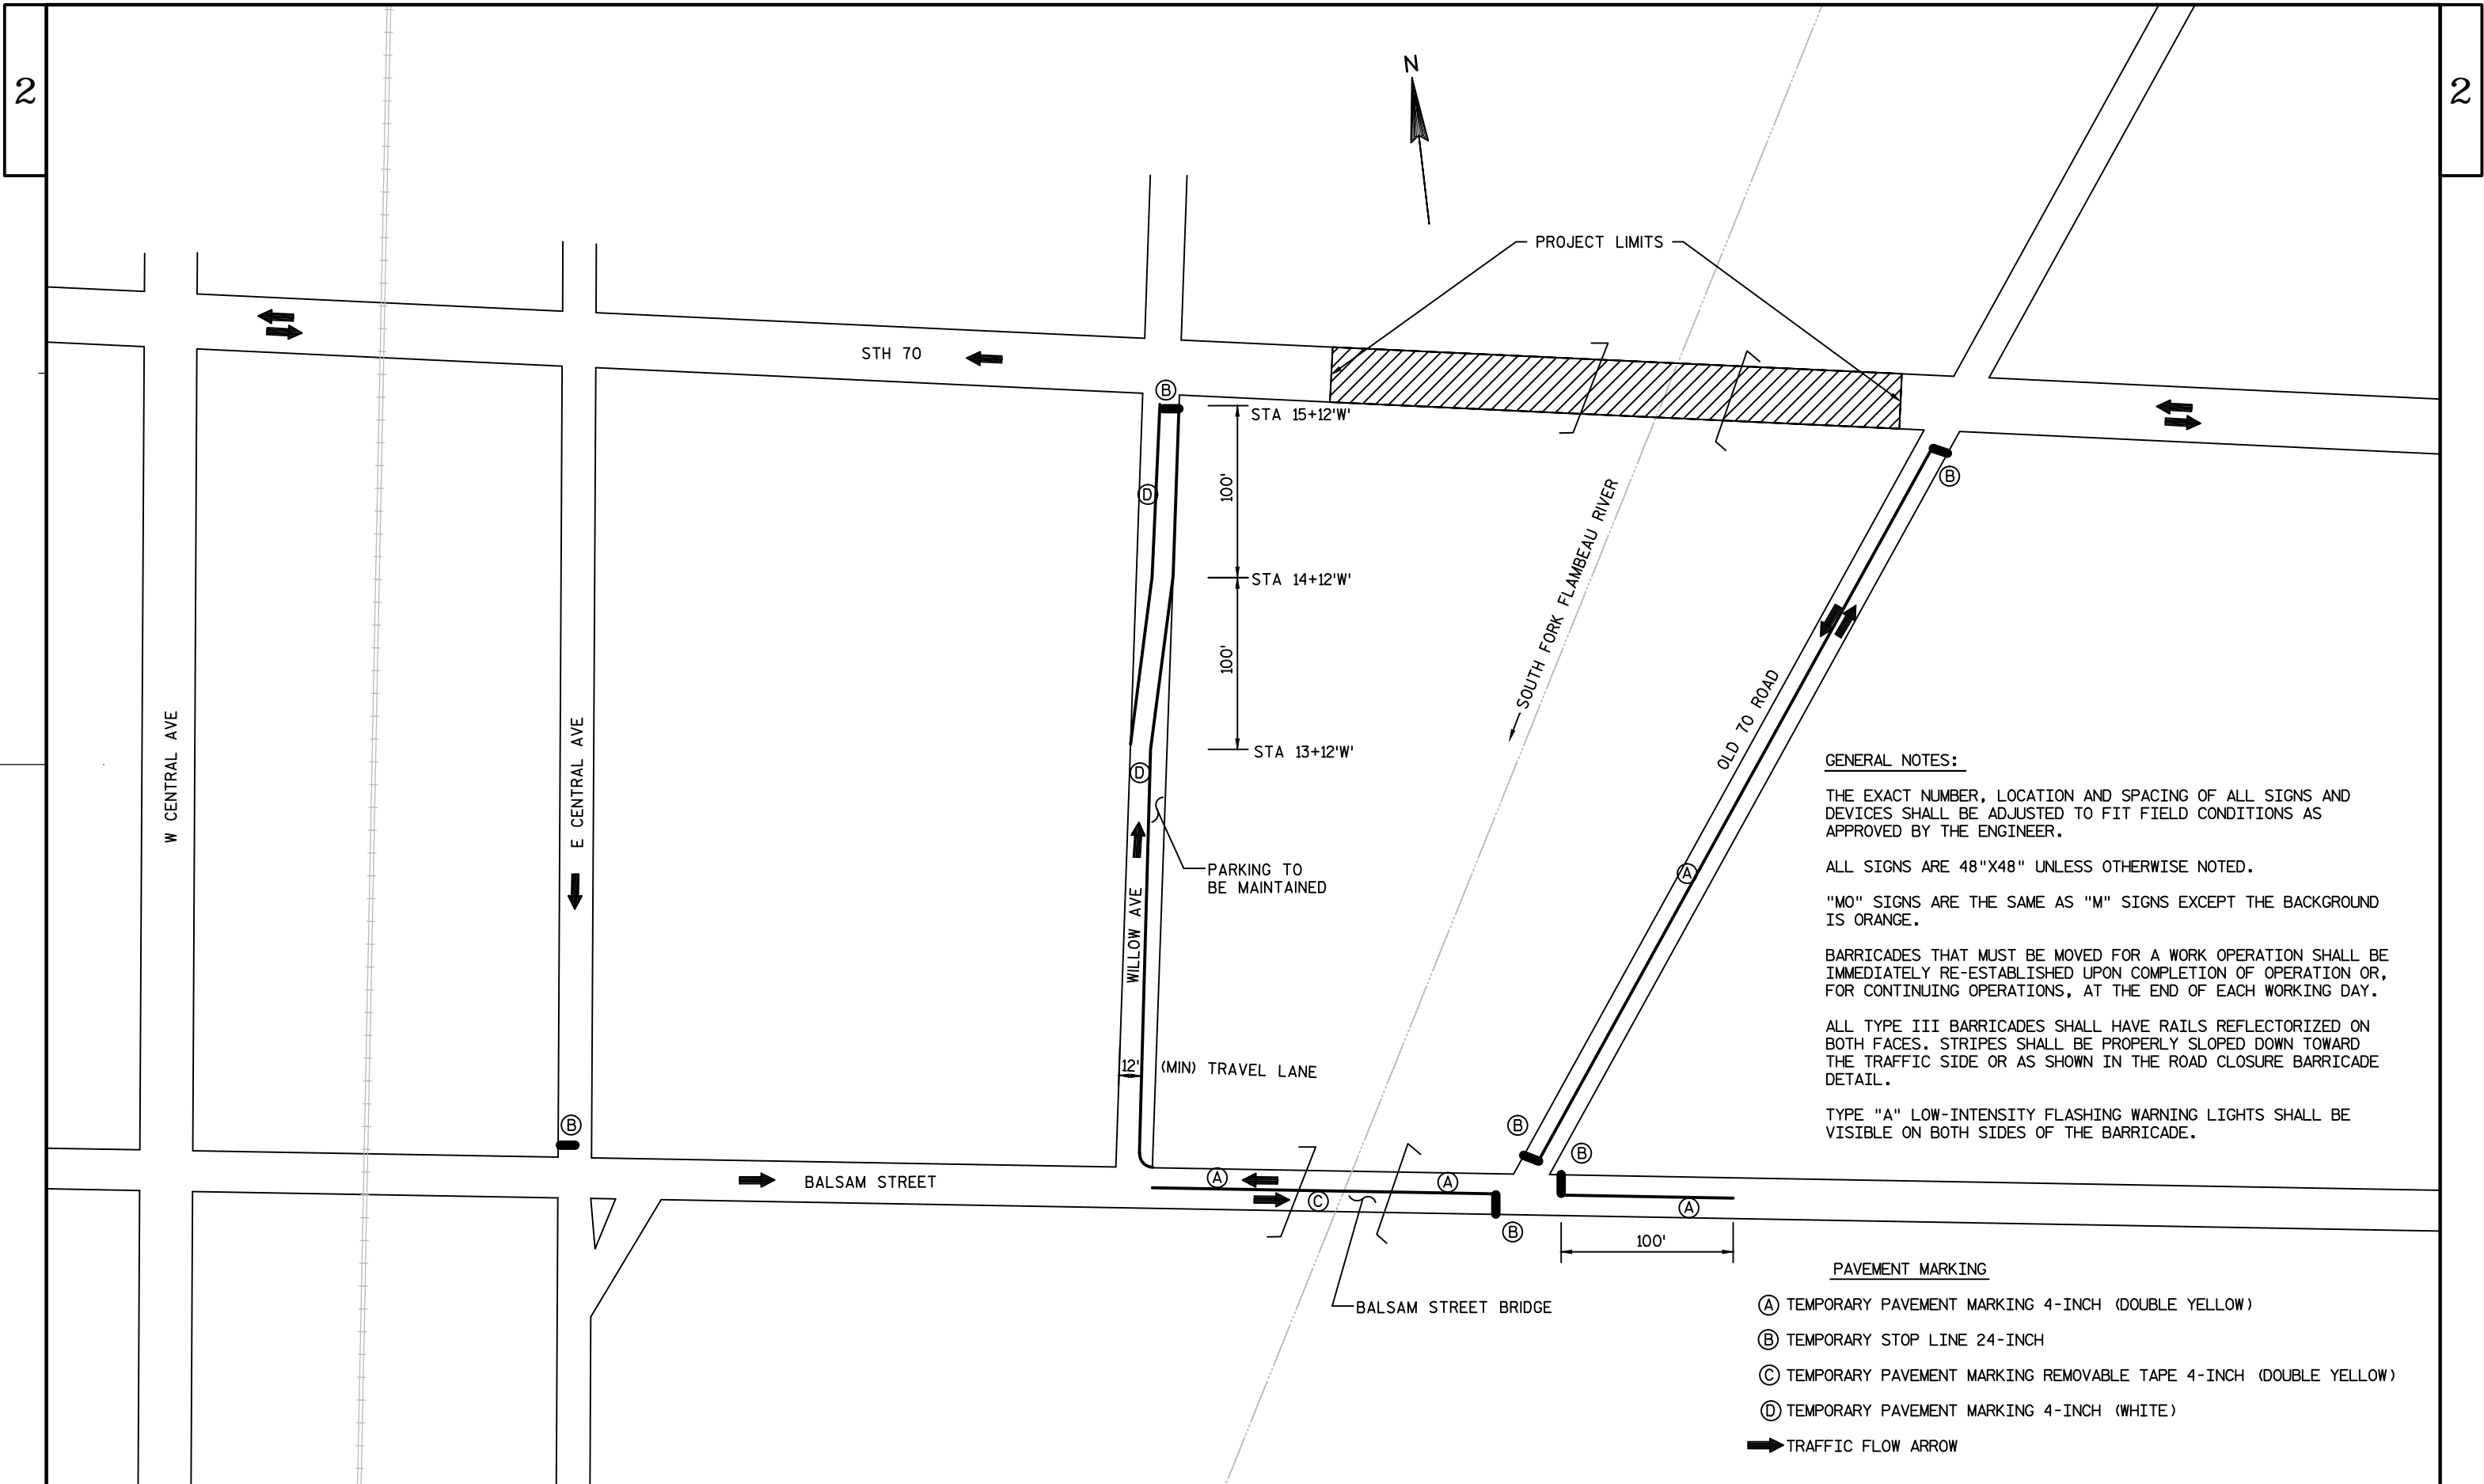 2
2
N
PROJECT LIMITS
STH 70
B
STA 15+12'W'
100'
D
B
STA 14+12'W'
100'
SOUTH FORK FLAMBEAU RIVER
OLD 70 ROAD
STA 13+12'W'
D
W CENTRAL AVE
E CENTRAL AVE
WILLOW AVE
PARKING TO
BE MAINTAINED
A
12' (MIN) TRAVEL LANE
B
B
B
BALSAM STREET
A
A
C
A
B
100'
BALSAM STREET BRIDGE
GENERAL NOTES:
THE EXACT NUMBER, LOCATION AND SPACING OF ALL SIGNS AND
DEVICES SHALL BE ADJUSTED TO FIT FIELD CONDITIONS AS
APPROVED BY THE ENGINEER.
ALL SIGNS ARE 48"X48" UNLESS OTHERWISE NOTED.
"MO" SIGNS ARE THE SAME AS "M" SIGNS EXCEPT THE BACKGROUND
IS ORANGE.
BARRICADES THAT MUST BE MOVED FOR A WORK OPERATION SHALL BE
IMMEDIATELY RE-ESTABLISHED UPON COMPLETION OF OPERATION OR,
FOR CONTINUING OPERATIONS, AT THE END OF EACH WORKING DAY.
ALL TYPE III BARRICADES SHALL HAVE RAILS REFLECTORIZED ON
BOTH FACES. STRIPES SHALL BE PROPERLY SLOPED DOWN TOWARD
THE TRAFFIC SIDE OR AS SHOWN IN THE ROAD CLOSURE BARRICADE
DETAIL.
TYPE "A" LOW-INTENSITY FLASHING WARNING LIGHTS SHALL BE
VISIBLE ON BOTH SIDES OF THE BARRICADE.
PAVEMENT MARKING
A TEMPORARY PAVEMENT MARKING 4-INCH (DOUBLE YELLOW)
B TEMPORARY STOP LINE 24-INCH
C TEMPORARY PAVEMENT MARKING REMOVABLE TAPE 4-INCH (DOUBLE YELLOW)
D TEMPORARY PAVEMENT MARKING 4-INCH (WHITE)
TRAFFIC FLOW ARROW